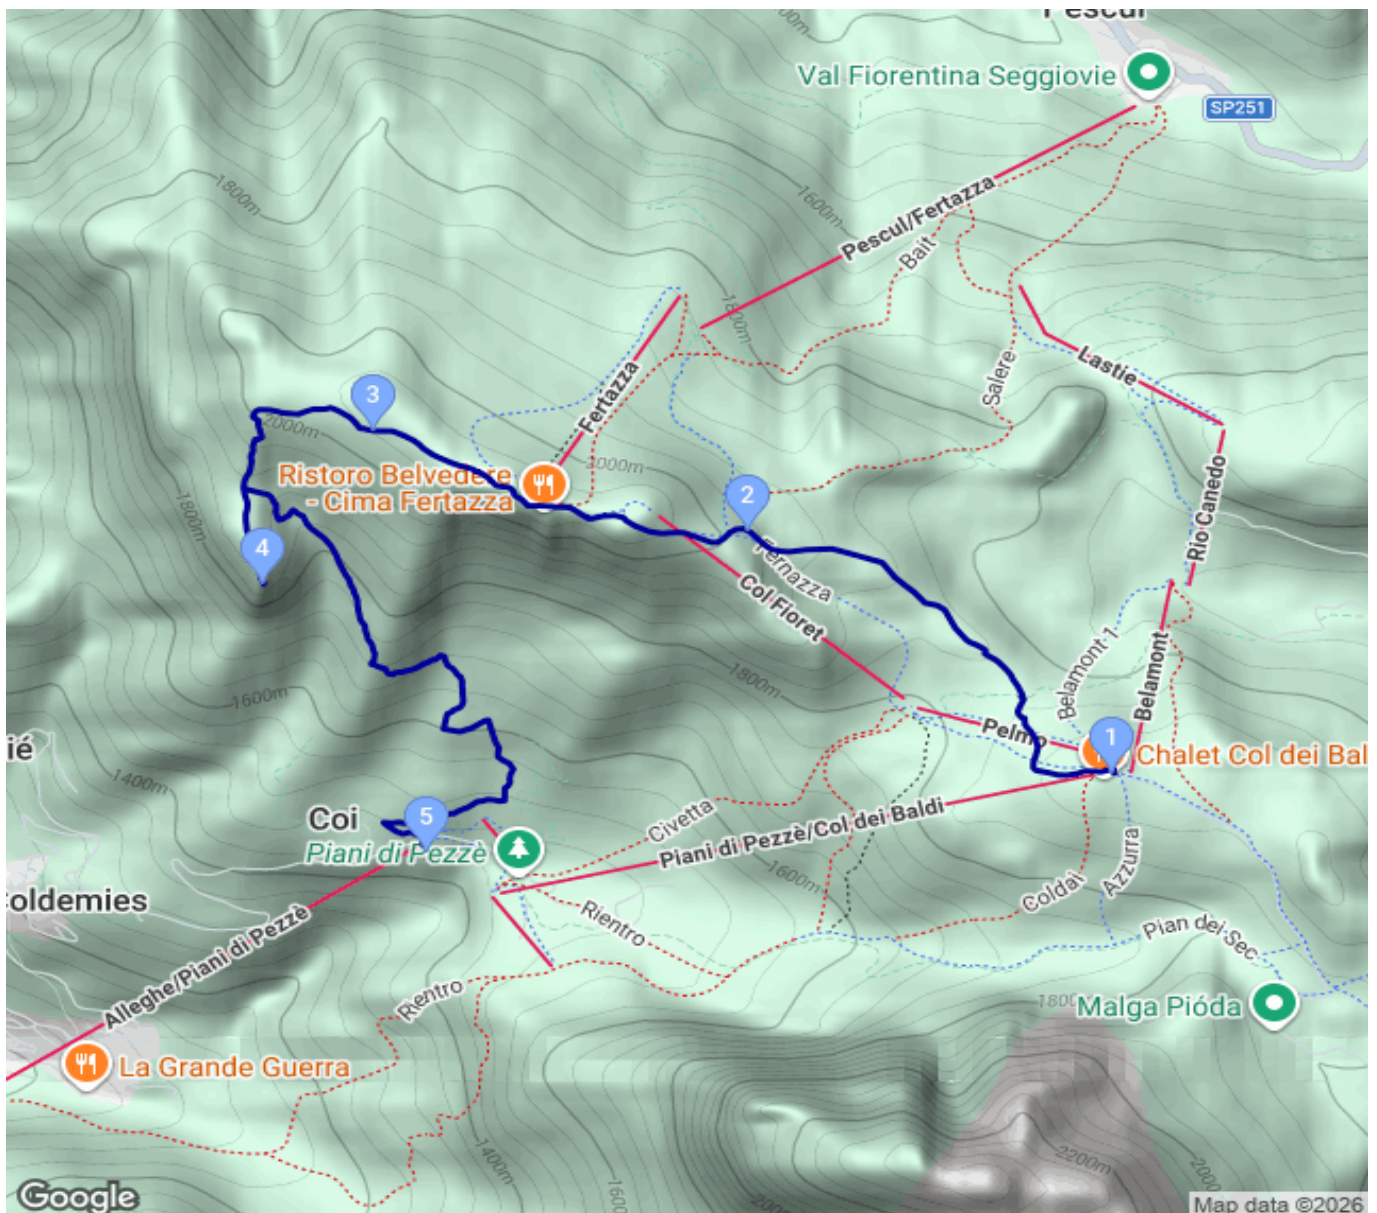 Pescul
Val Fiorentina Seggiovie
SP251
1800m
1600m
Pescul/Fertazza
Bait
1800m
Lastie
Salere
Fertazza
3
2000m
2000m
Ristoro Belvedere
- Cima Fertazza
2
1800m
Rio Canedo
4
Fernazza
Col Fioret
1800m
Belamont 1
Belamont
1600m
Pelmo
1
Chalet Col dei Bal
ié
1400m
Coi
5
Piani di Pezzè
Civetta
Piani di Pezzè/Col dei Baldi
1600m
Coldai
Azzurra
oldemies
Rientro
Pian dei Sec
Alleghe/Piani di Pezzè
Rientro
Malga Pióda
La Grande Guerra
1400m
2200m
Google
Map data ©2026